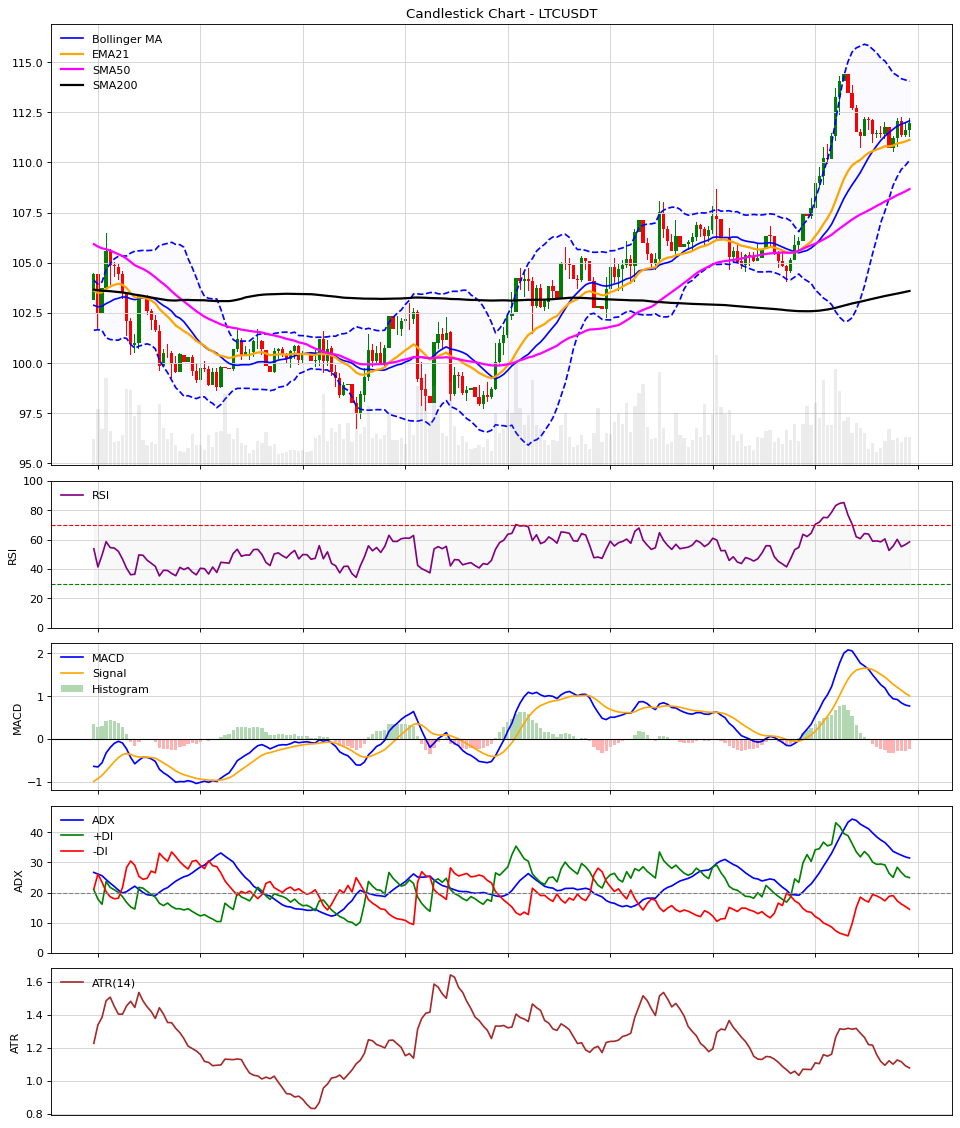 Candlestick Chart - LTCUSDT
Bollinger MA
EMA21
SMA50
SMA200
115.0
112.5
110.0
107.5
105.0
102.5
100.0
97.5
95.0
RSI
100
80
60
40
20
0
RSI
MACD
Signal
Histogram
2
1
0
−1
MACD
ADX
+DI
-DI
40
30
20
10
0
ADX
ATR(14)
1.6
1.4
1.2
1.0
0.8
ATR